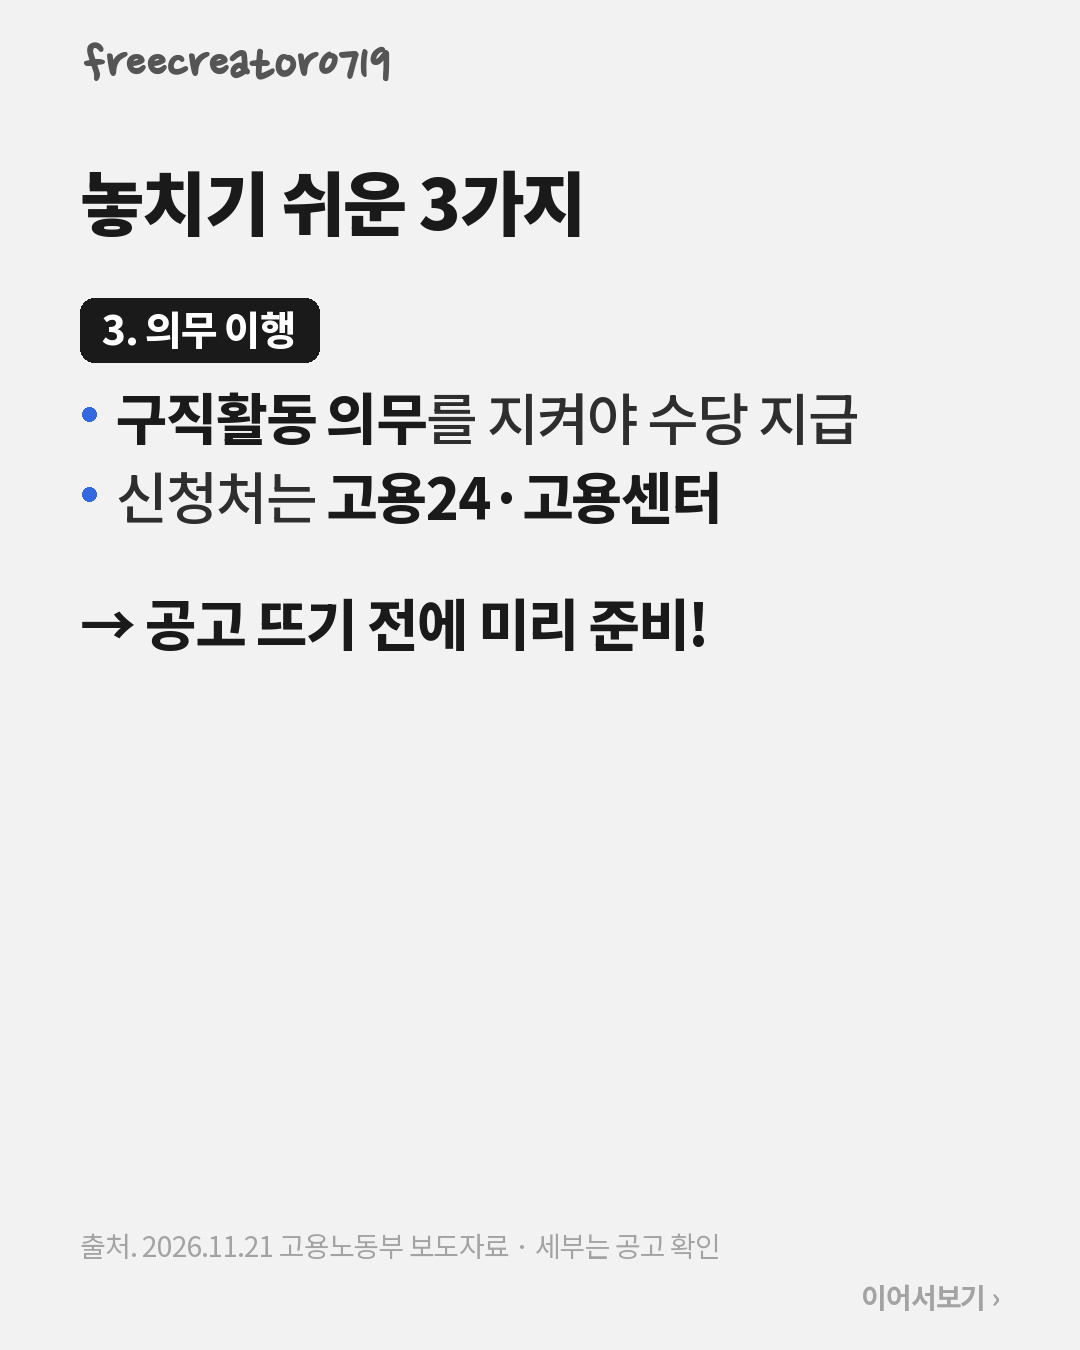 freecreator0719
놓치기 쉬운 3가지
3. 의무 이행
• 구직활동 의무를 지켜야 수당 지급
• 신청처는 고용24·고용센터
→ 공고 뜨기 전에 미리 준비!
출처. 2026.11.21 고용노동부 보도자료 · 세부는 공고 확인
이어서보기 ›